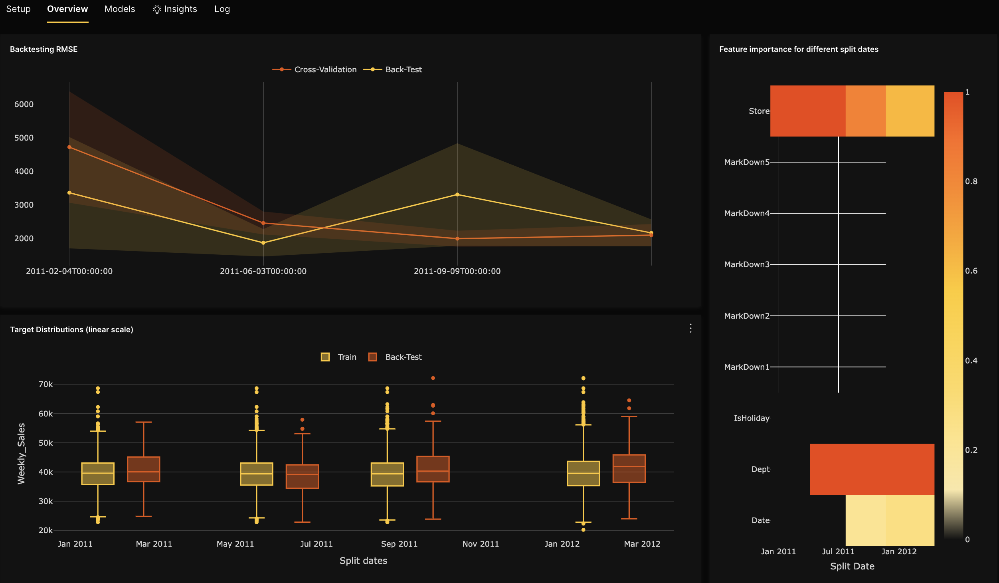 Setup
Overview
Models
Insights
Log
Backtesting RMSE
Cross-Validation
Back-Test
6000
5000
4000
3000
2000
2011-02-04T00:00:00
2011-06-03T00:00:00
2011-09-09T00:00:00
Target Distributions (linear scale)
Train
Back-Test
Weekly_Sales
70k
60k
50k
40k
30k
20k
Jan 2011
Mar 2011
May 2011
Jul 2011
Sep 2011
Nov 2011
Jan 2012
Mar 2012
Split dates
Feature importance for different split dates
Store
MarkDown5
MarkDown4
MarkDown3
MarkDown2
MarkDown1
IsHoliday
Dept
Date
Jan 2011
Jul 2011
Jan 2012
Split Date
1
0.8
0.6
0.4
0.2
0